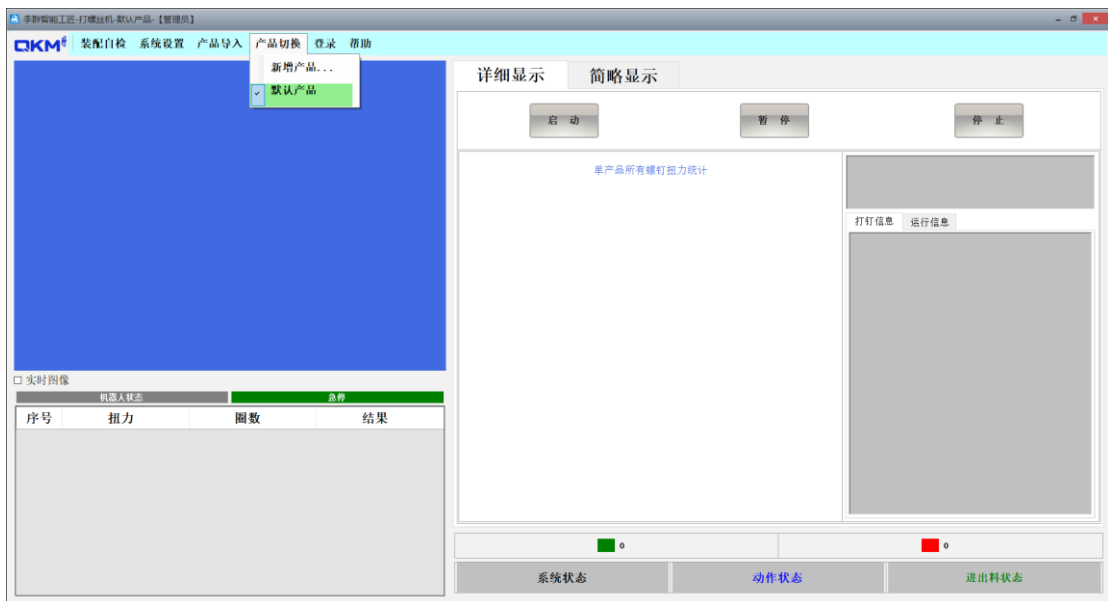 李群智能工匠-打螺丝机-默认产品-【管理员】
QKM 装配自检 系统设置 产品导入 产品切换 登录 帮助
新增产品...
默认产品
详细显示 简略显示
启 动 暂 停 停 止
单产品所有螺钉扭力统计
打钉信息 运行信息
实时图像
机器人状态 急停
序号 扭力 圈数 结果
0 0
系统状态 动作状态 进出料状态